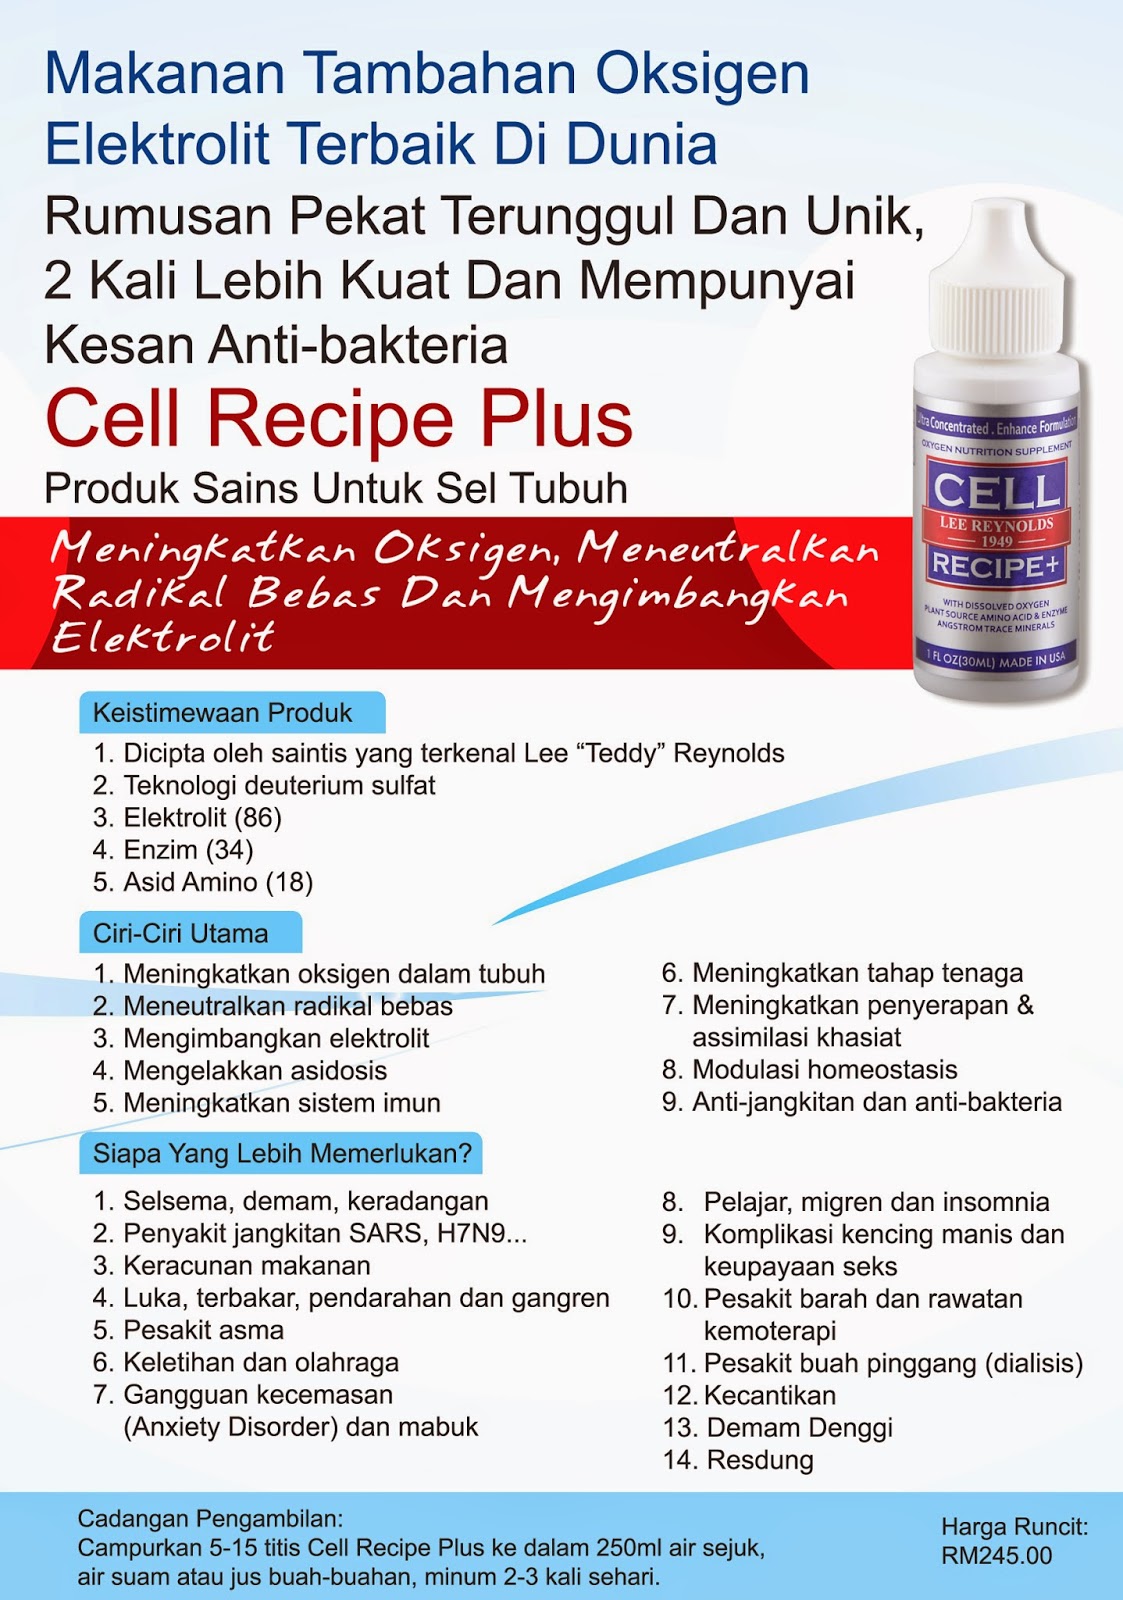 Makanan Tambahan Oksigen
Elektrolit Terbaik Di Dunia
Rumusan Pekat Terunggul Dan Unik,
2 Kali Lebih Kuat Dan Mempunyai
Kesan Anti-bakteria
Cell Recipe Plus
Produk Sains Untuk Sel Tubuh
Meningkatkan Oksigen, Meneutralkan
Radikal Bebas Dan Mengimbangkan
Elektrolit
Ultra Concentrated . Enhance Formulation
OXYGEN NUTRITION SUPPLEMENT
CELL
LEE REYNOLDS
1949
RECIPE+
WITH DISSOLVED OXYGEN
PLANT SOURCE AMINO ACID & ENZYME
ANGSTROM TRACE MINERALS
1 FL OZ(30ML) MADE IN USA
Keistimewaan Produk
1. Dicipta oleh saintis yang terkenal Lee “Teddy” Reynolds
2. Teknologi deuterium sulfat
3. Elektrolit (86)
4. Enzim (34)
5. Asid Amino (18)
Ciri-Ciri Utama
1. Meningkatkan oksigen dalam tubuh
2. Meneutralkan radikal bebas
3. Mengimbangkan elektrolit
4. Mengelakkan asidosis
5. Meningkatkan sistem imun
6. Meningkatkan tahap tenaga
7. Meningkatkan penyerapan &
assimilasi khasiat
8. Modulasi homeostasis
9. Anti-jangkitan dan anti-bakteria
Siapa Yang Lebih Memerlukan?
1. Selsema, demam, keradangan
2. Penyakit jangkitan SARS, H7N9...
3. Keracunan makanan
4. Luka, terbakar, pendarahan dan gangren
5. Pesakit asma
6. Keletihan dan olahraga
7. Gangguan kecemasan
(Anxiety Disorder) dan mabuk
8. Pelajar, migren dan insomnia
9. Komplikasi kencing manis dan
keupayaan seks
10. Pesakit barah dan rawatan
kemoterapi
11. Pesakit buah pinggang (dialisis)
12. Kecantikan
13. Demam Denggi
14. Resdung
Cadangan Pengambilan:
Campurkan 5-15 titis Cell Recipe Plus ke dalam 250ml air sejuk,
air suam atau jus buah-buahan, minum 2-3 kali sehari.
Harga Runcit:
RM245.00